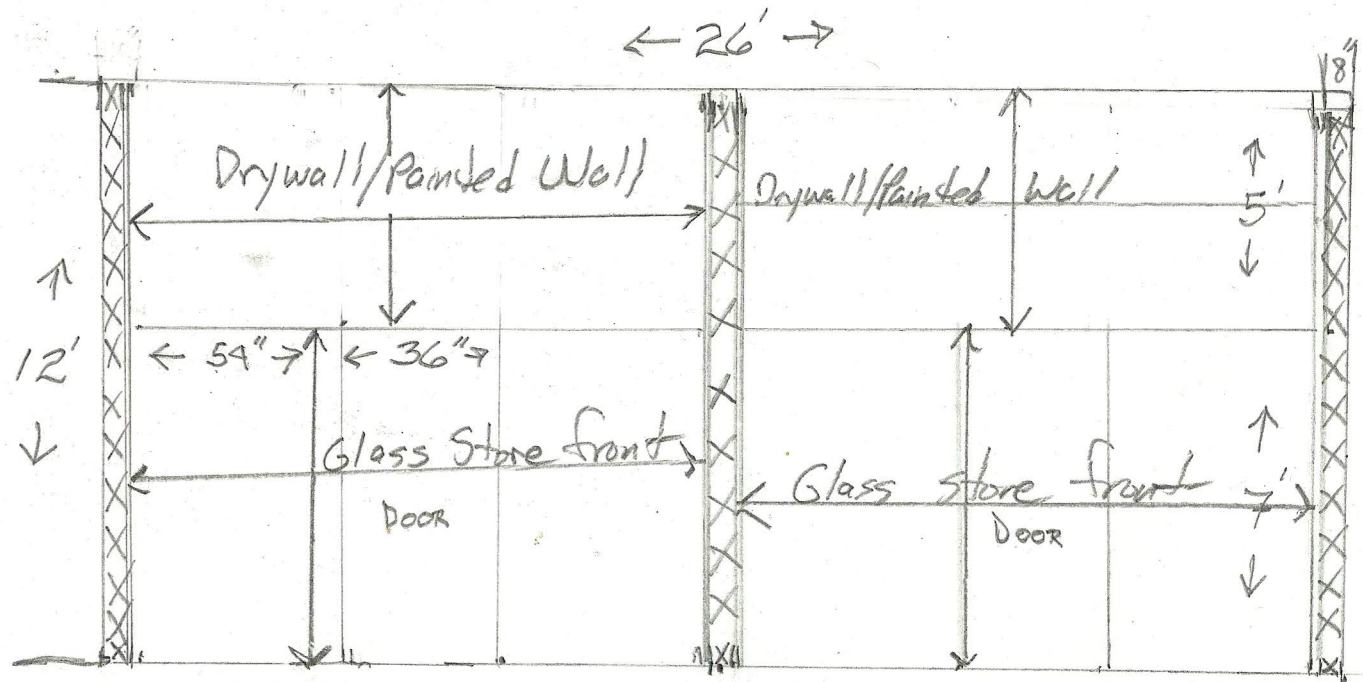 ← 26' →
8"
Drywall/Painted Wall
Drywall/Painted Wall
↑
5'
↓
↑
12'
↓
← 54" → ← 36" →
Glass Store front
Glass Store front
↑
7'
↓
DOOR
DOOR